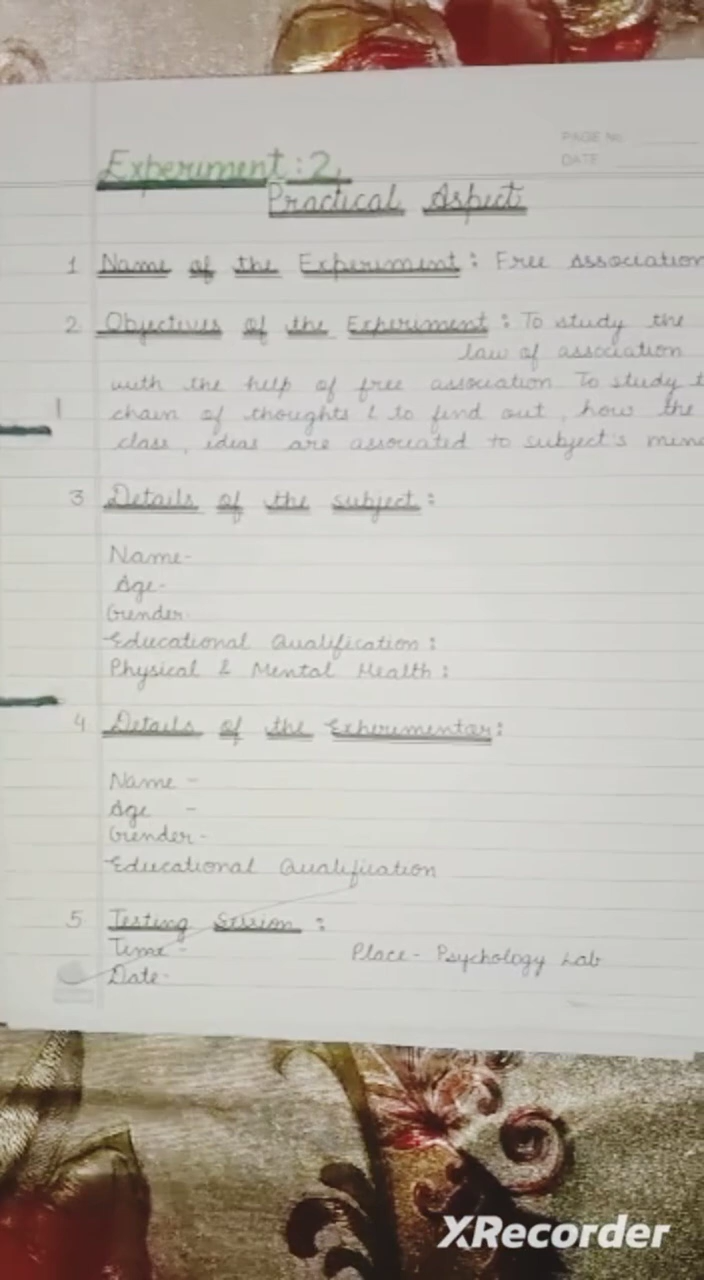 PAGE No.
DATE
Experiment: 2
Practical Aspect
1 Name of the Experiment: Free Association
2 Objectives of the Experiment: To study the
law of association
with the help of free association To study
chain of thoughts & to find out, how the
class, ideas are associated to subject's
3 Details of the subject:
Name-
Age-
Gender-
Educational Qualification:
Physical & Mental Health:
4 Details of the Experimentar:
Name -
Age -
Gender-
Educational Qualification
5 Testing Session:
Time - Place- Psychology Lab
Date-
XRecorder